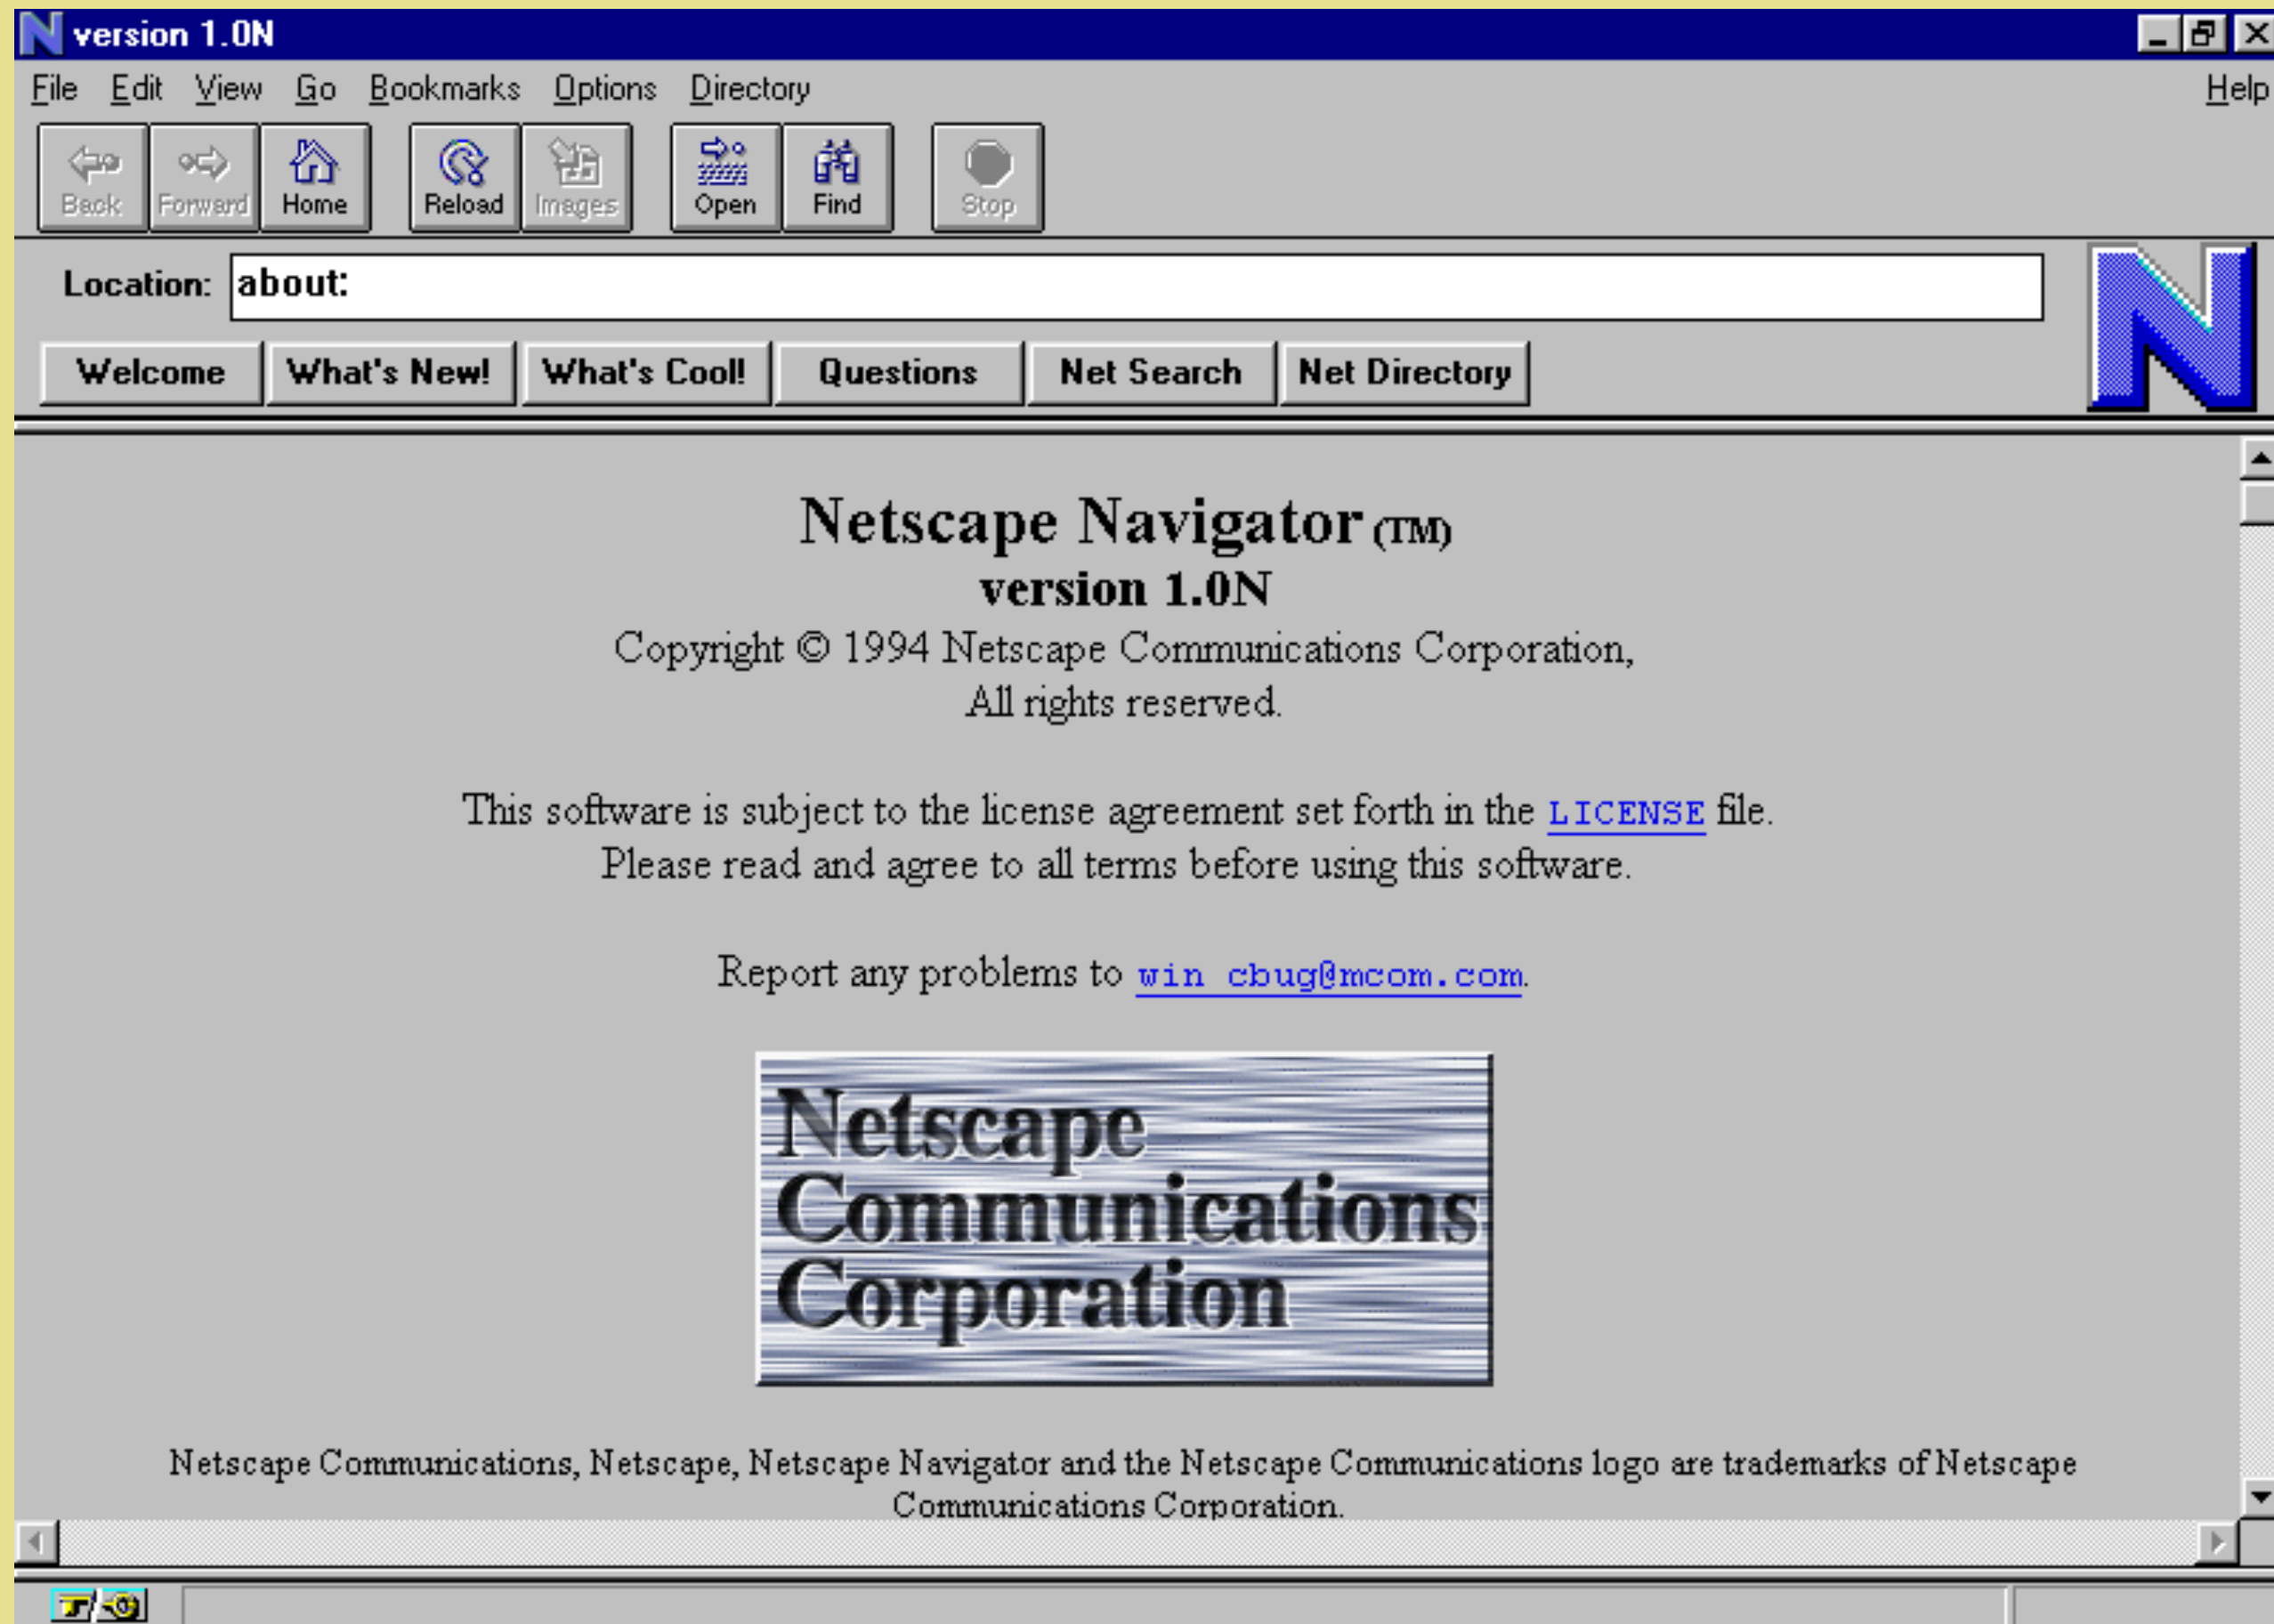 version 1.0N
File Edit View Go Bookmarks Options Directory Help
Back Forward Home Reload Images Open Find Stop
Location: about:
Welcome What's New! What's Cool! Questions Net Search Net Directory
Netscape Navigator (TM)
version 1.0N
Copyright © 1994 Netscape Communications Corporation,
All rights reserved.
This software is subject to the license agreement set forth in the LICENSE file.
Please read and agree to all terms before using this software.
Report any problems to win_cbug@mcom.com.
Netscape
Communications
Corporation
Netscape Communications, Netscape, Netscape Navigator and the Netscape Communications logo are trademarks of Netscape
Communications Corporation.